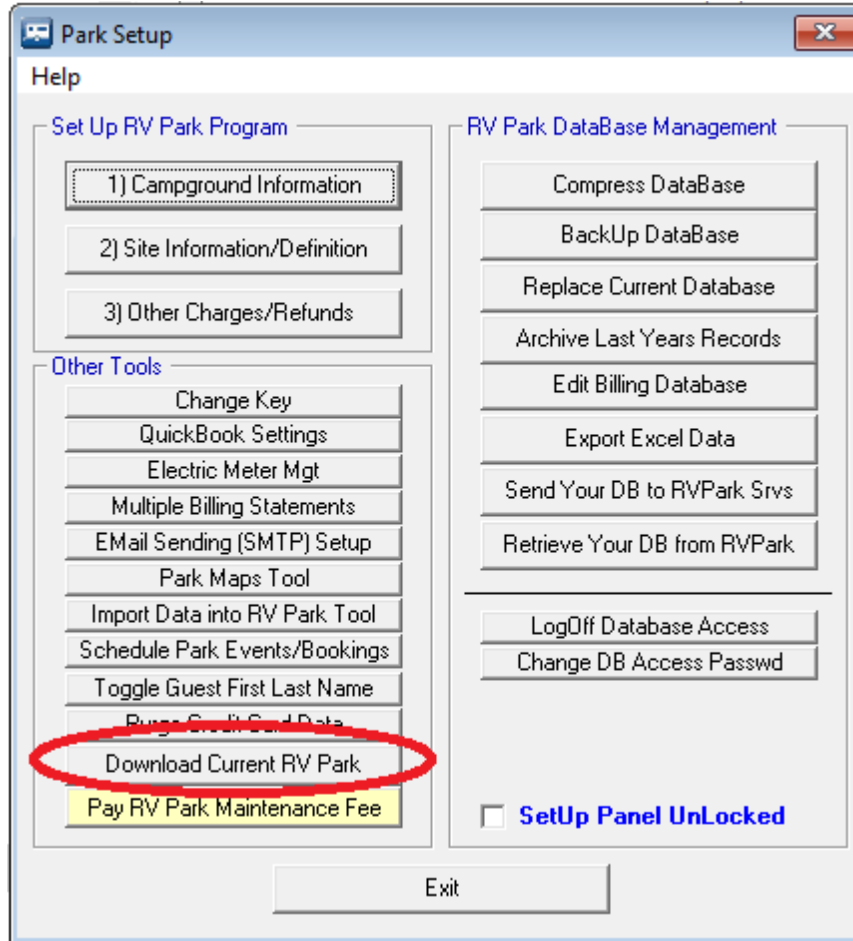 Park Setup
Help
Set Up RV Park Program
1) Campground Information
2) Site Information/Definition
3) Other Charges/Refunds
Other Tools
Change Key
QuickBook Settings
Electric Meter Mgt
Multiple Billing Statements
EMail Sending (SMTP) Setup
Park Maps Tool
Import Data into RV Park Tool
Schedule Park Events/Bookings
Toggle Guest First Last Name
Purge Credit Card Data
Download Current RV Park
Pay RV Park Maintenance Fee
RV Park DataBase Management
Compress DataBase
BackUp DataBase
Replace Current Database
Archive Last Years Records
Edit Billing Database
Export Excel Data
Send Your DB to RVPark Srvs
Retrieve Your DB from RVPark
LogOff Database Access
Change DB Access Passwd
SetUp Panel UnLocked
Exit